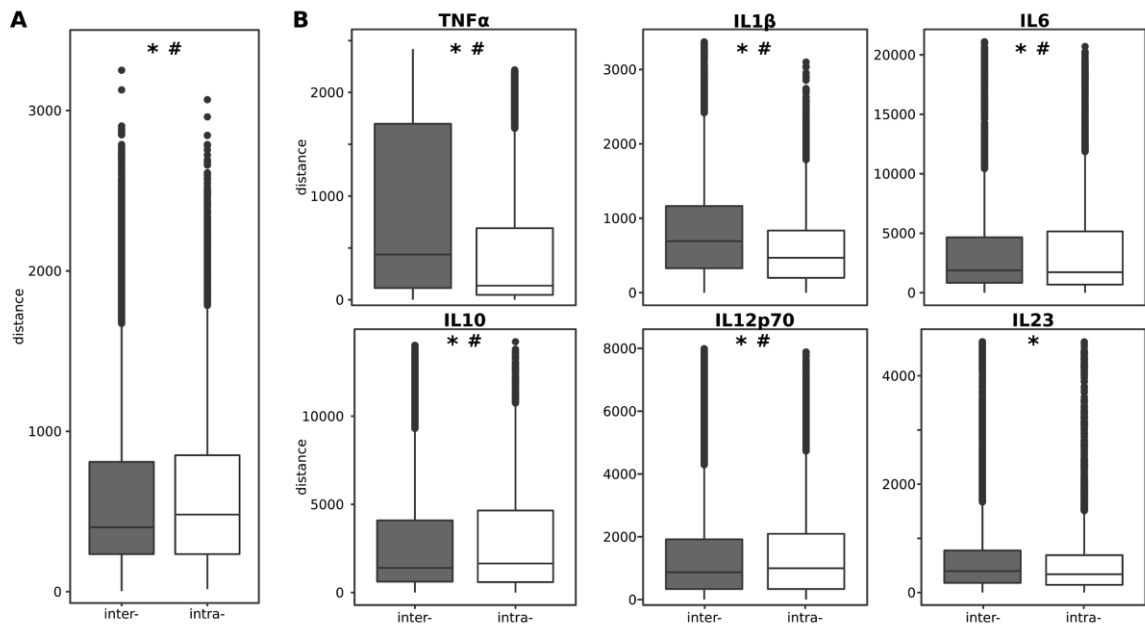 A
* #
distance
3000
2000
1000
0
inter- intra-
B
TNFα
* #
distance
2000
1000
0
IL1β
* #
3000
2000
1000
0
IL6
* #
20000
15000
10000
5000
0
IL10
* #
distance
10000
5000
0
inter- intra-
IL12p70
* #
8000
6000
4000
2000
0
inter- intra-
IL23
*
4000
2000
0
inter- intra-